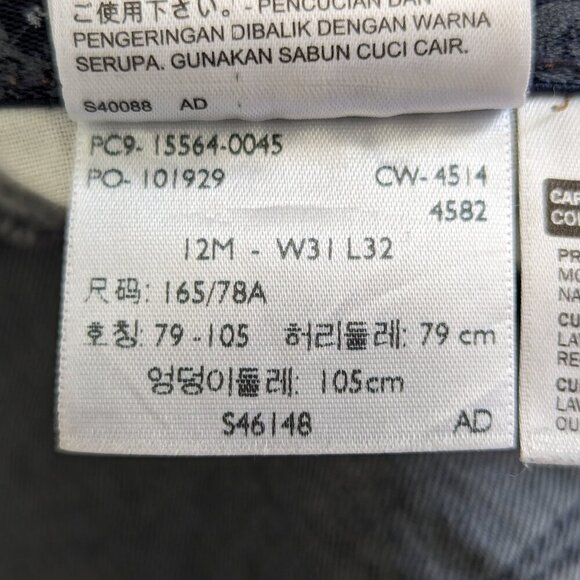 ご使用下さい。- PENCUCIAN DAN
PENGERINGAN DIBALIK DENGAN WARNA
SERUPA. GUNAKAN SABUN CUCI CAIR.
S40088 AD
PC9- 15564-0045
PO- 101929 CW- 4514
4582
12M - W31 L32
尺码: 165/78A
호칭: 79 -105 허리둘레: 79 cm
엉덩이둘레: 105cm
S46148 AD